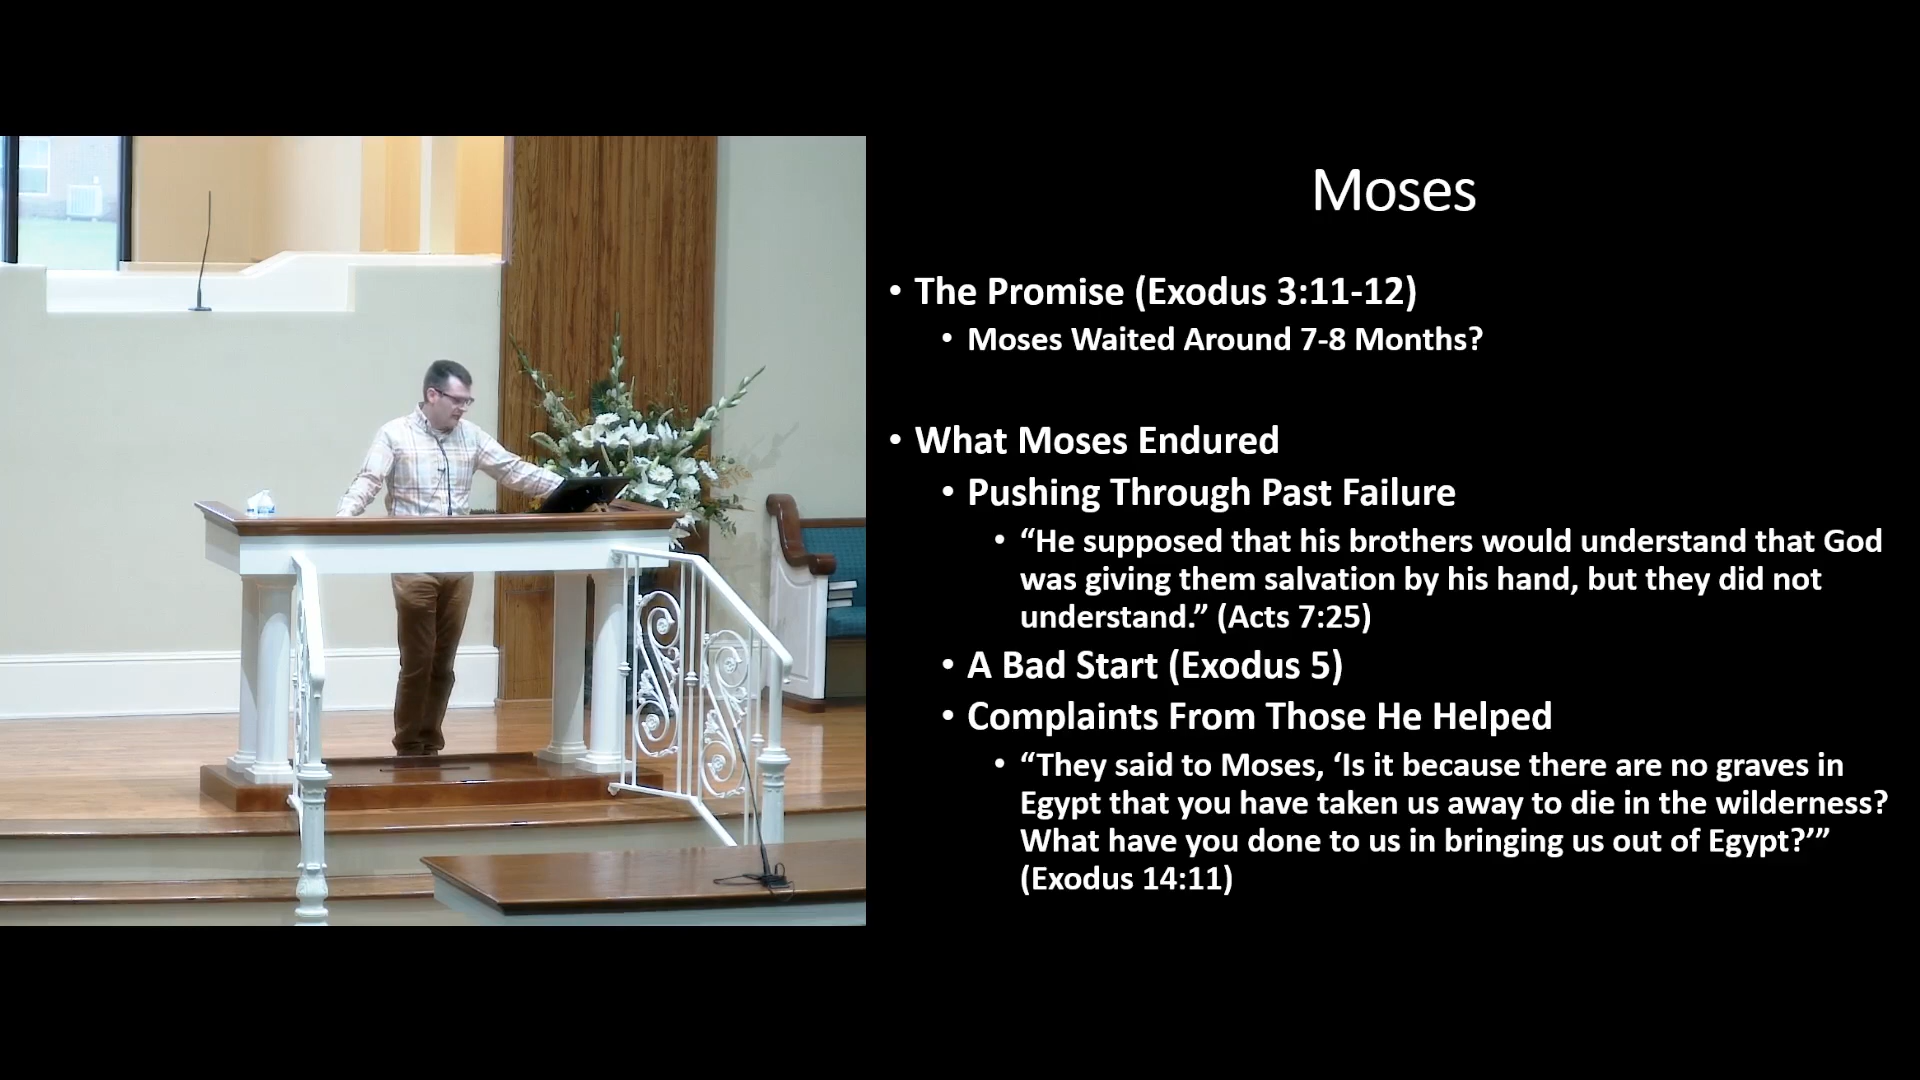 Moses
• The Promise (Exodus 3:11-12)
• Moses Waited Around 7-8 Months?
• What Moses Endured
• Pushing Through Past Failure
• “He supposed that his brothers would understand that God
was giving them salvation by his hand, but they did not
understand.” (Acts 7:25)
• A Bad Start (Exodus 5)
• Complaints From Those He Helped
• “They said to Moses, ‘Is it because there are no graves in
Egypt that you have taken us away to die in the wilderness?
What have you done to us in bringing us out of Egypt?’”
(Exodus 14:11)